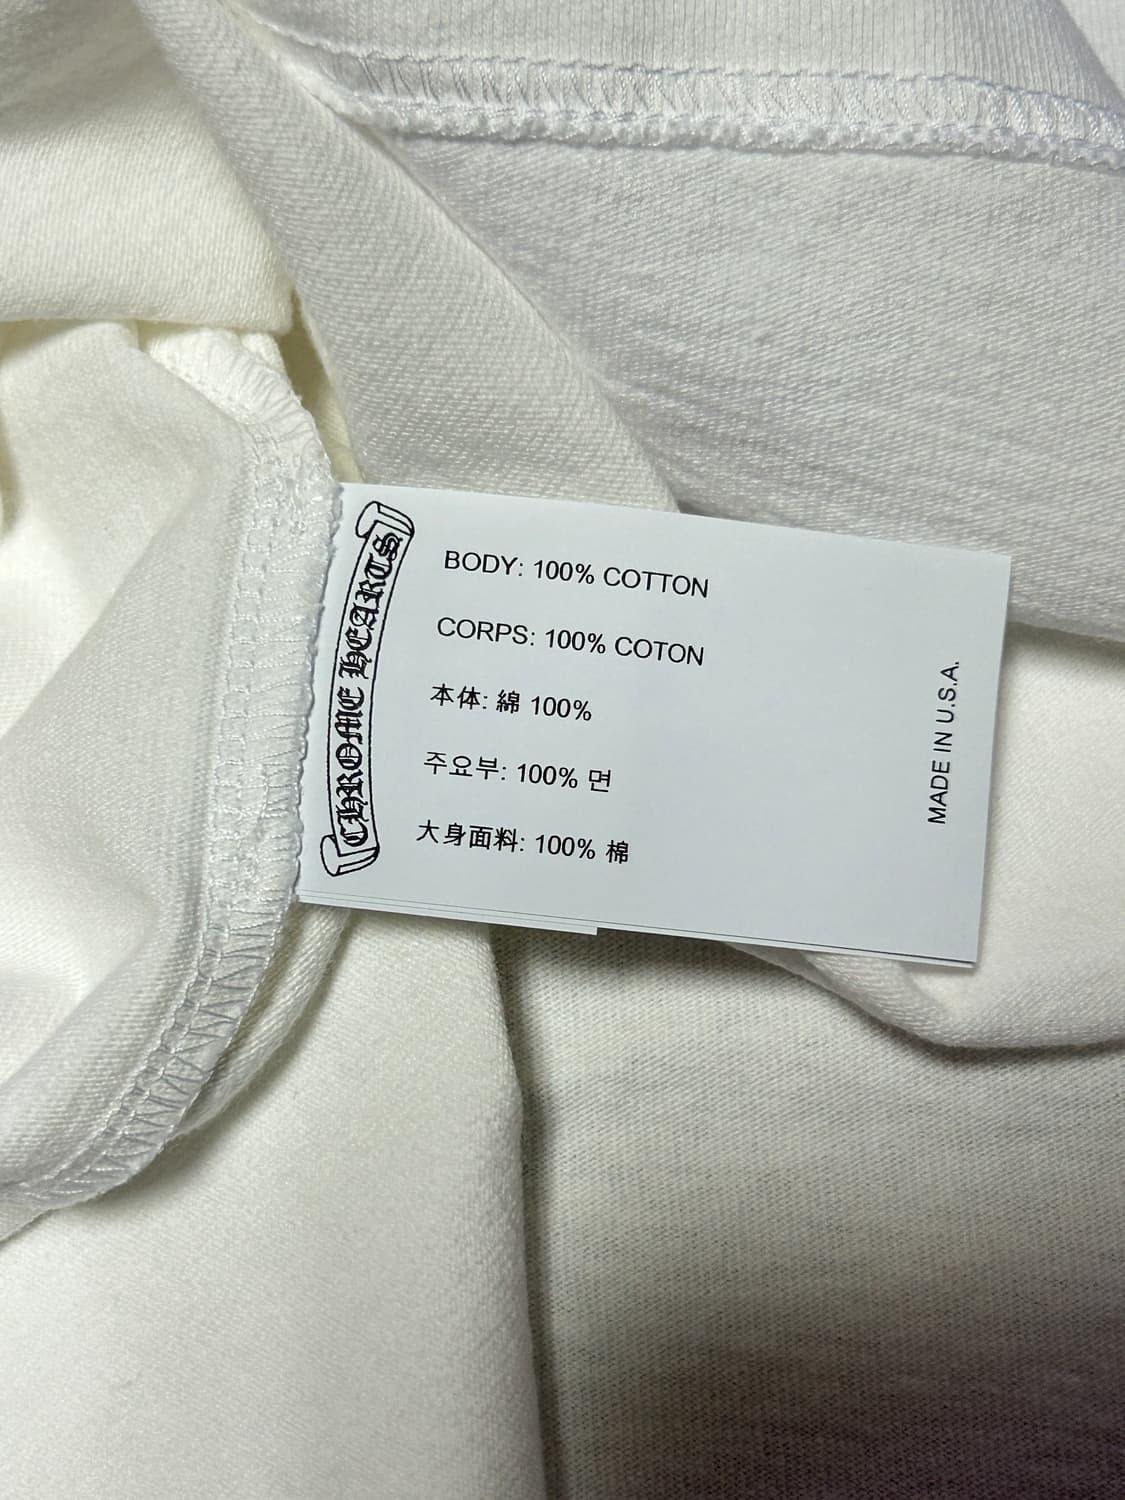 CHROME HEARTS
BODY: 100% COTTON
CORPS: 100% COTON
本体: 綿 100%
주요부: 100% 면
大身面料: 100% 棉
MADE IN U.S.A.